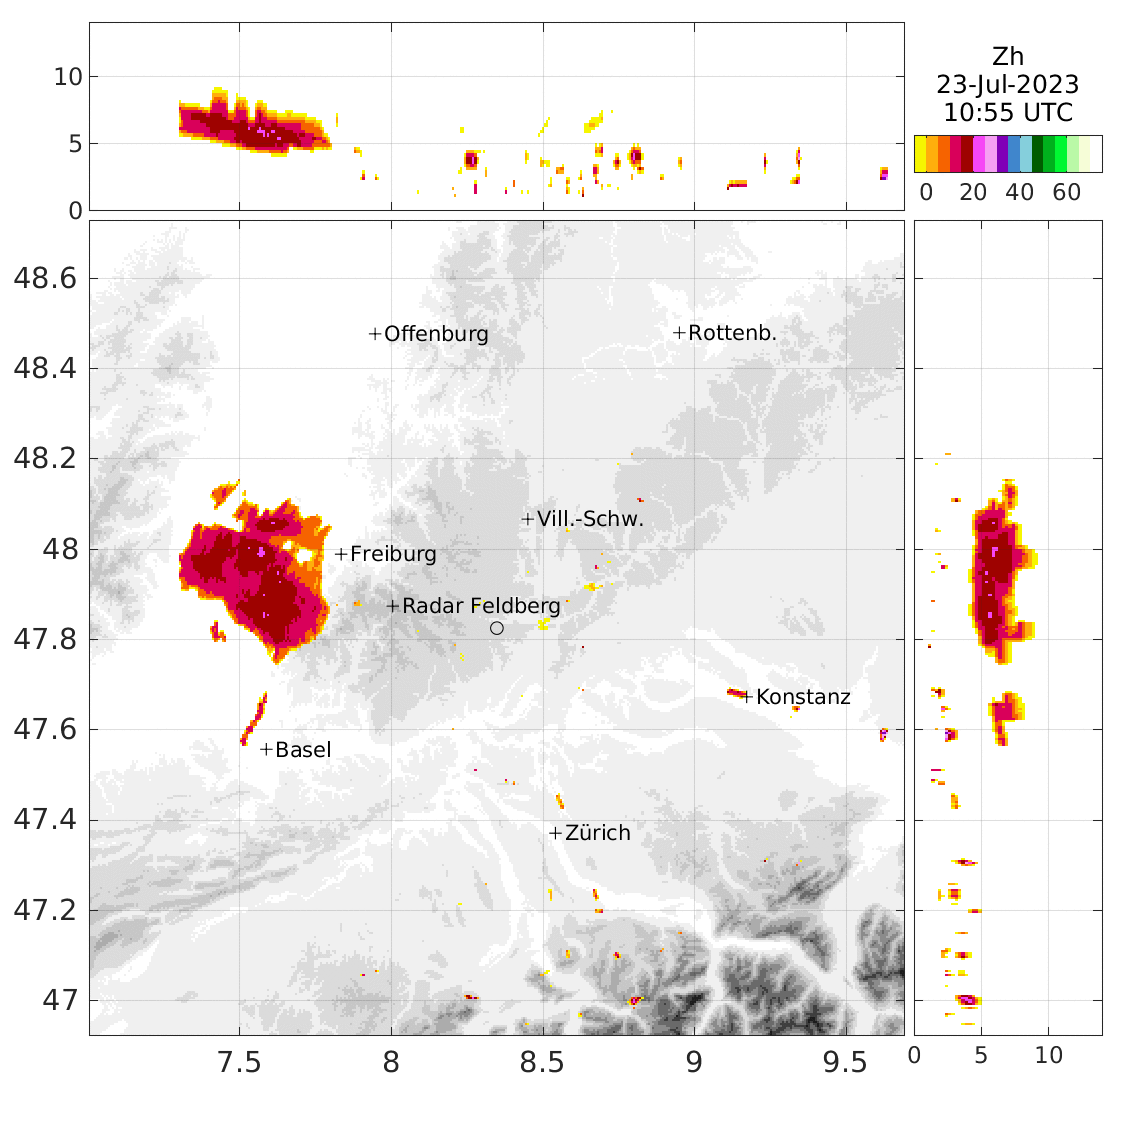 10
5
0
Zh
23-Jul-2023
10:55 UTC
0 20 40 60
48.6
48.4
48.2
48
47.8
47.6
47.4
47.2
47
Offenburg
Rottenb.
Vill.-Schw.
Freiburg
Radar Feldberg
Konstanz
Basel
Zürich
7.5 8 8.5 9 9.5
0 5 10